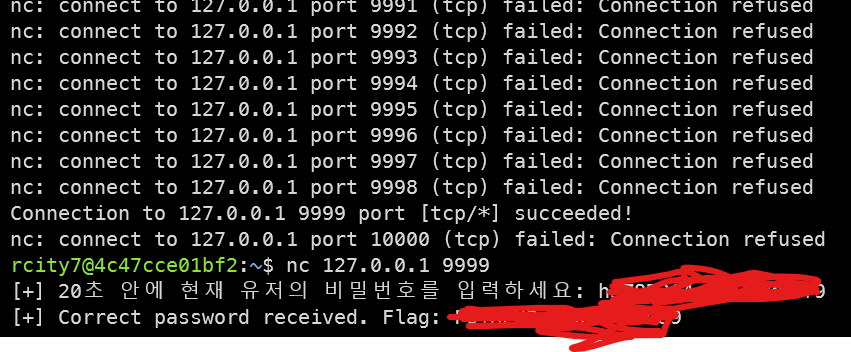 nc: connect to 127.0.0.1 port 9991 (tcp) failed: Connection refused
nc: connect to 127.0.0.1 port 9992 (tcp) failed: Connection refused
nc: connect to 127.0.0.1 port 9993 (tcp) failed: Connection refused
nc: connect to 127.0.0.1 port 9994 (tcp) failed: Connection refused
nc: connect to 127.0.0.1 port 9995 (tcp) failed: Connection refused
nc: connect to 127.0.0.1 port 9996 (tcp) failed: Connection refused
nc: connect to 127.0.0.1 port 9997 (tcp) failed: Connection refused
nc: connect to 127.0.0.1 port 9998 (tcp) failed: Connection refused
Connection to 127.0.0.1 9999 port [tcp/*] succeeded!
nc: connect to 127.0.0.1 port 10000 (tcp) failed: Connection refused
rcity7@4c47cce01bf2:~$ nc 127.0.0.1 9999
[+] 20초 안에 현재 유저의 비밀번호를 입력하세요:
[+] Correct password received. Flag: